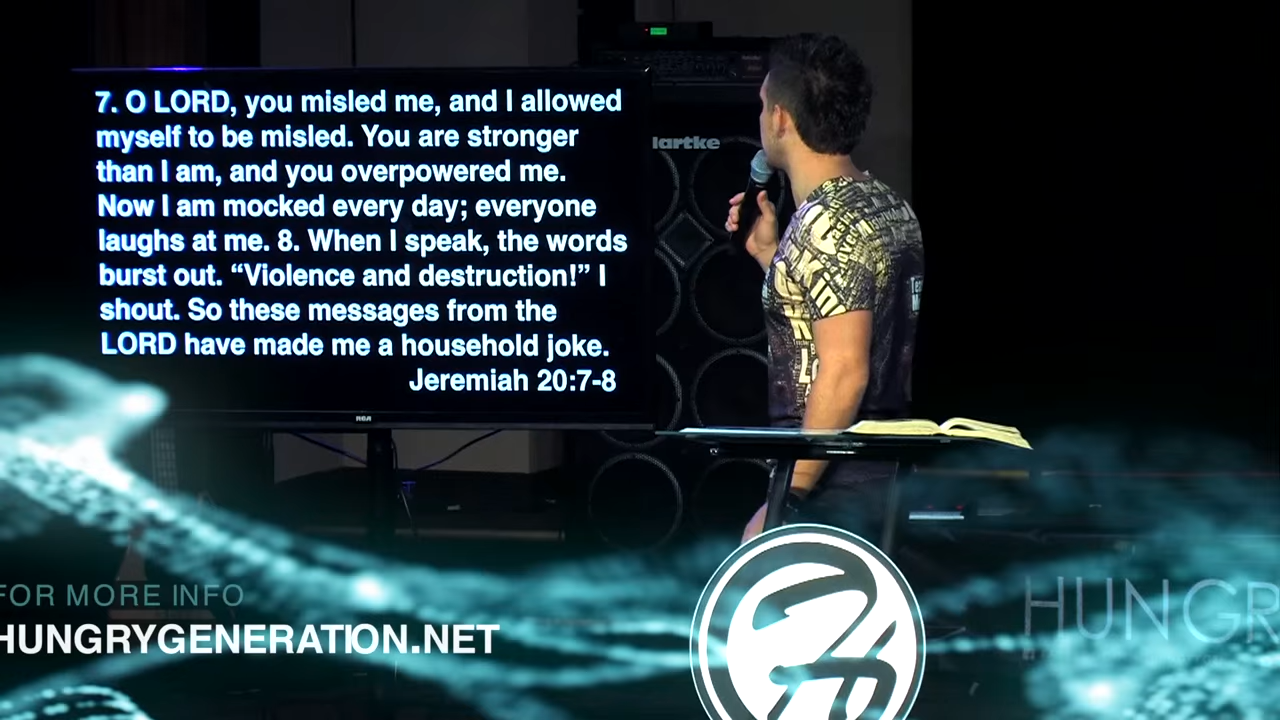 7. O LORD, you misled me, and I allowed
myself to be misled. You are stronger
than I am, and you overpowered me.
Now I am mocked every day; everyone
laughs at me. 8. When I speak, the words
burst out. “Violence and destruction!” I
shout. So these messages from the
LORD have made me a household joke.
Jeremiah 20:7-8
RCA
lartke
FOR MORE INFO
HUNGRYGENERATION.NET
HUNGR